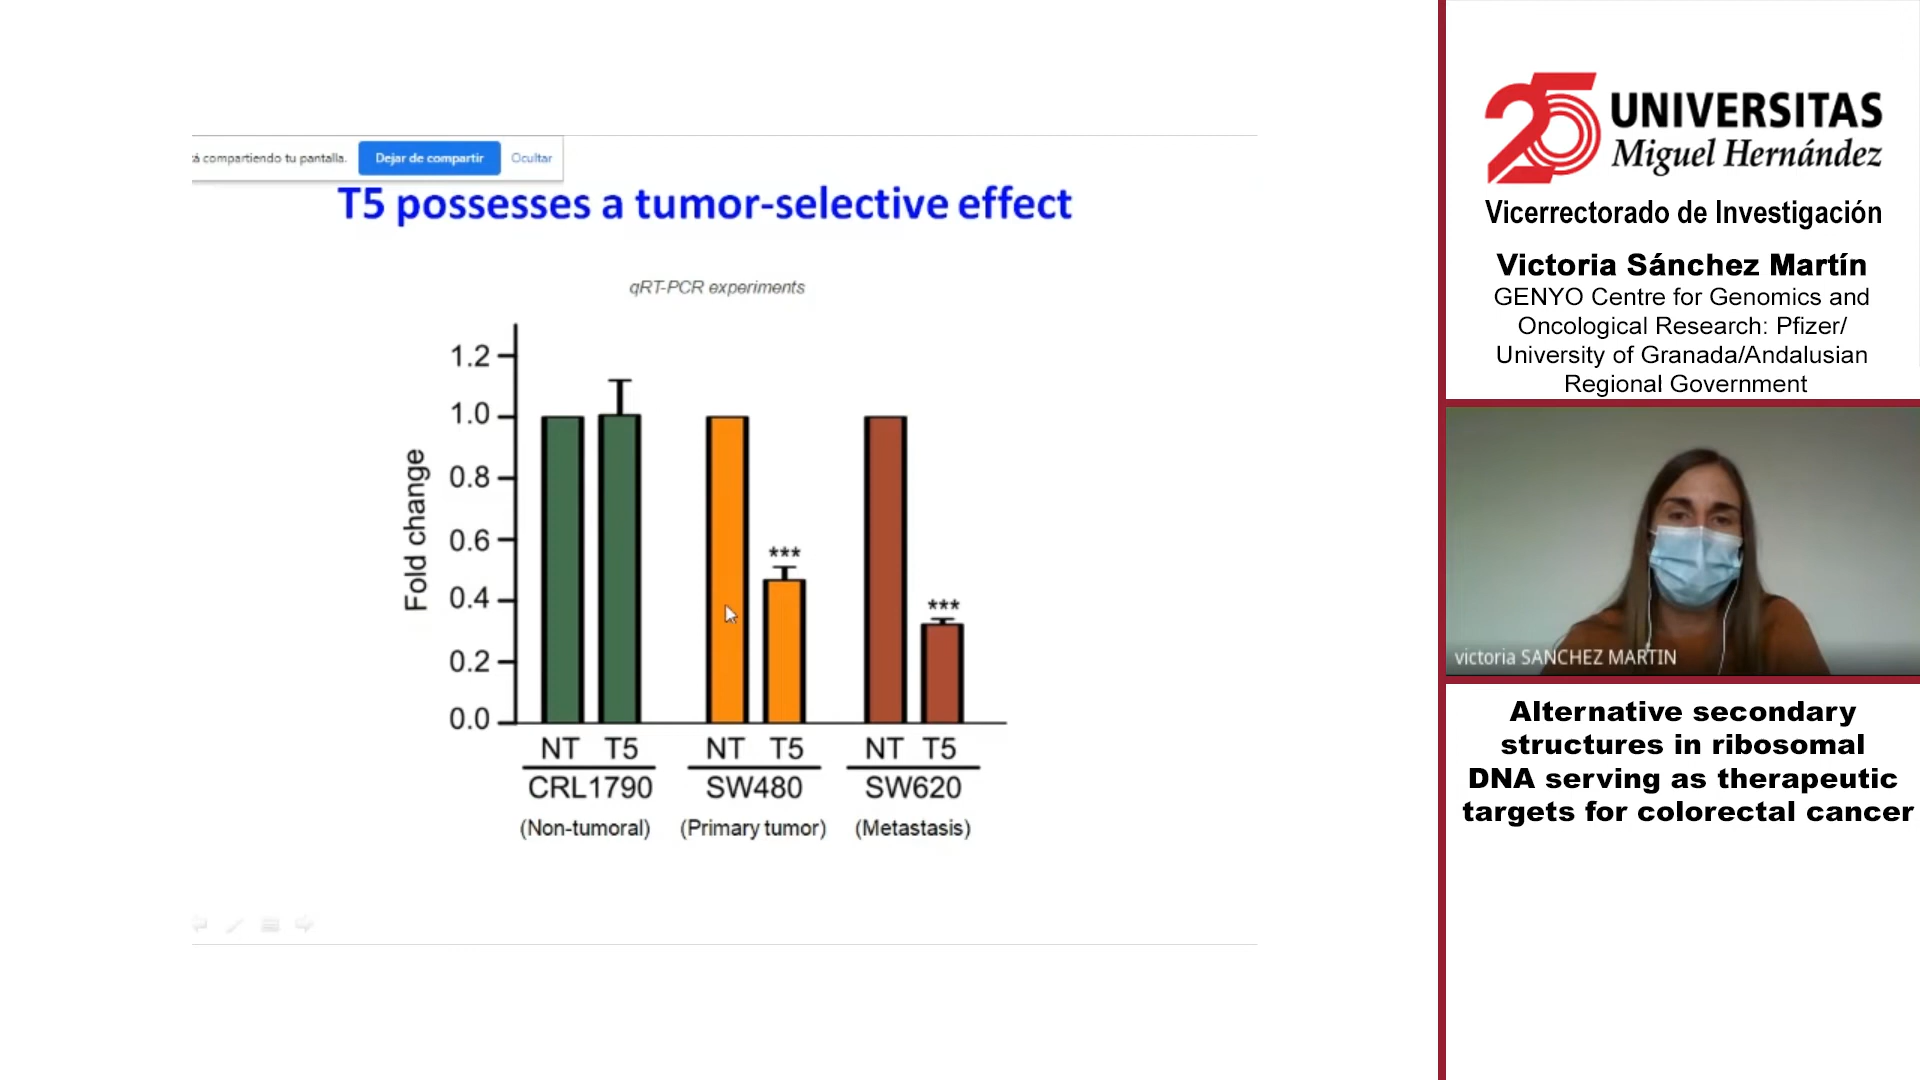 á compartiendo tu pantalla. Dejar de compartir Ocultar
T5 possesses a tumor-selective effect
qRT-PCR experiments
Fold change
1.2
1.0
0.8
0.6
0.4
0.2
0.0
***
***
NT T5 NT T5 NT T5
CRL1790 SW480 SW620
(Non-tumoral) (Primary tumor) (Metastasis)
25 UNIVERSITAS
Miguel Hernández
Vicerrectorado de Investigación
Victoria Sánchez Martín
GENYO Centre for Genomics and
Oncological Research: Pfizer/
University of Granada/Andalusian
Regional Government
victoria SANCHEZ MARTIN
Alternative secondary
structures in ribosomal
DNA serving as therapeutic
targets for colorectal cancer